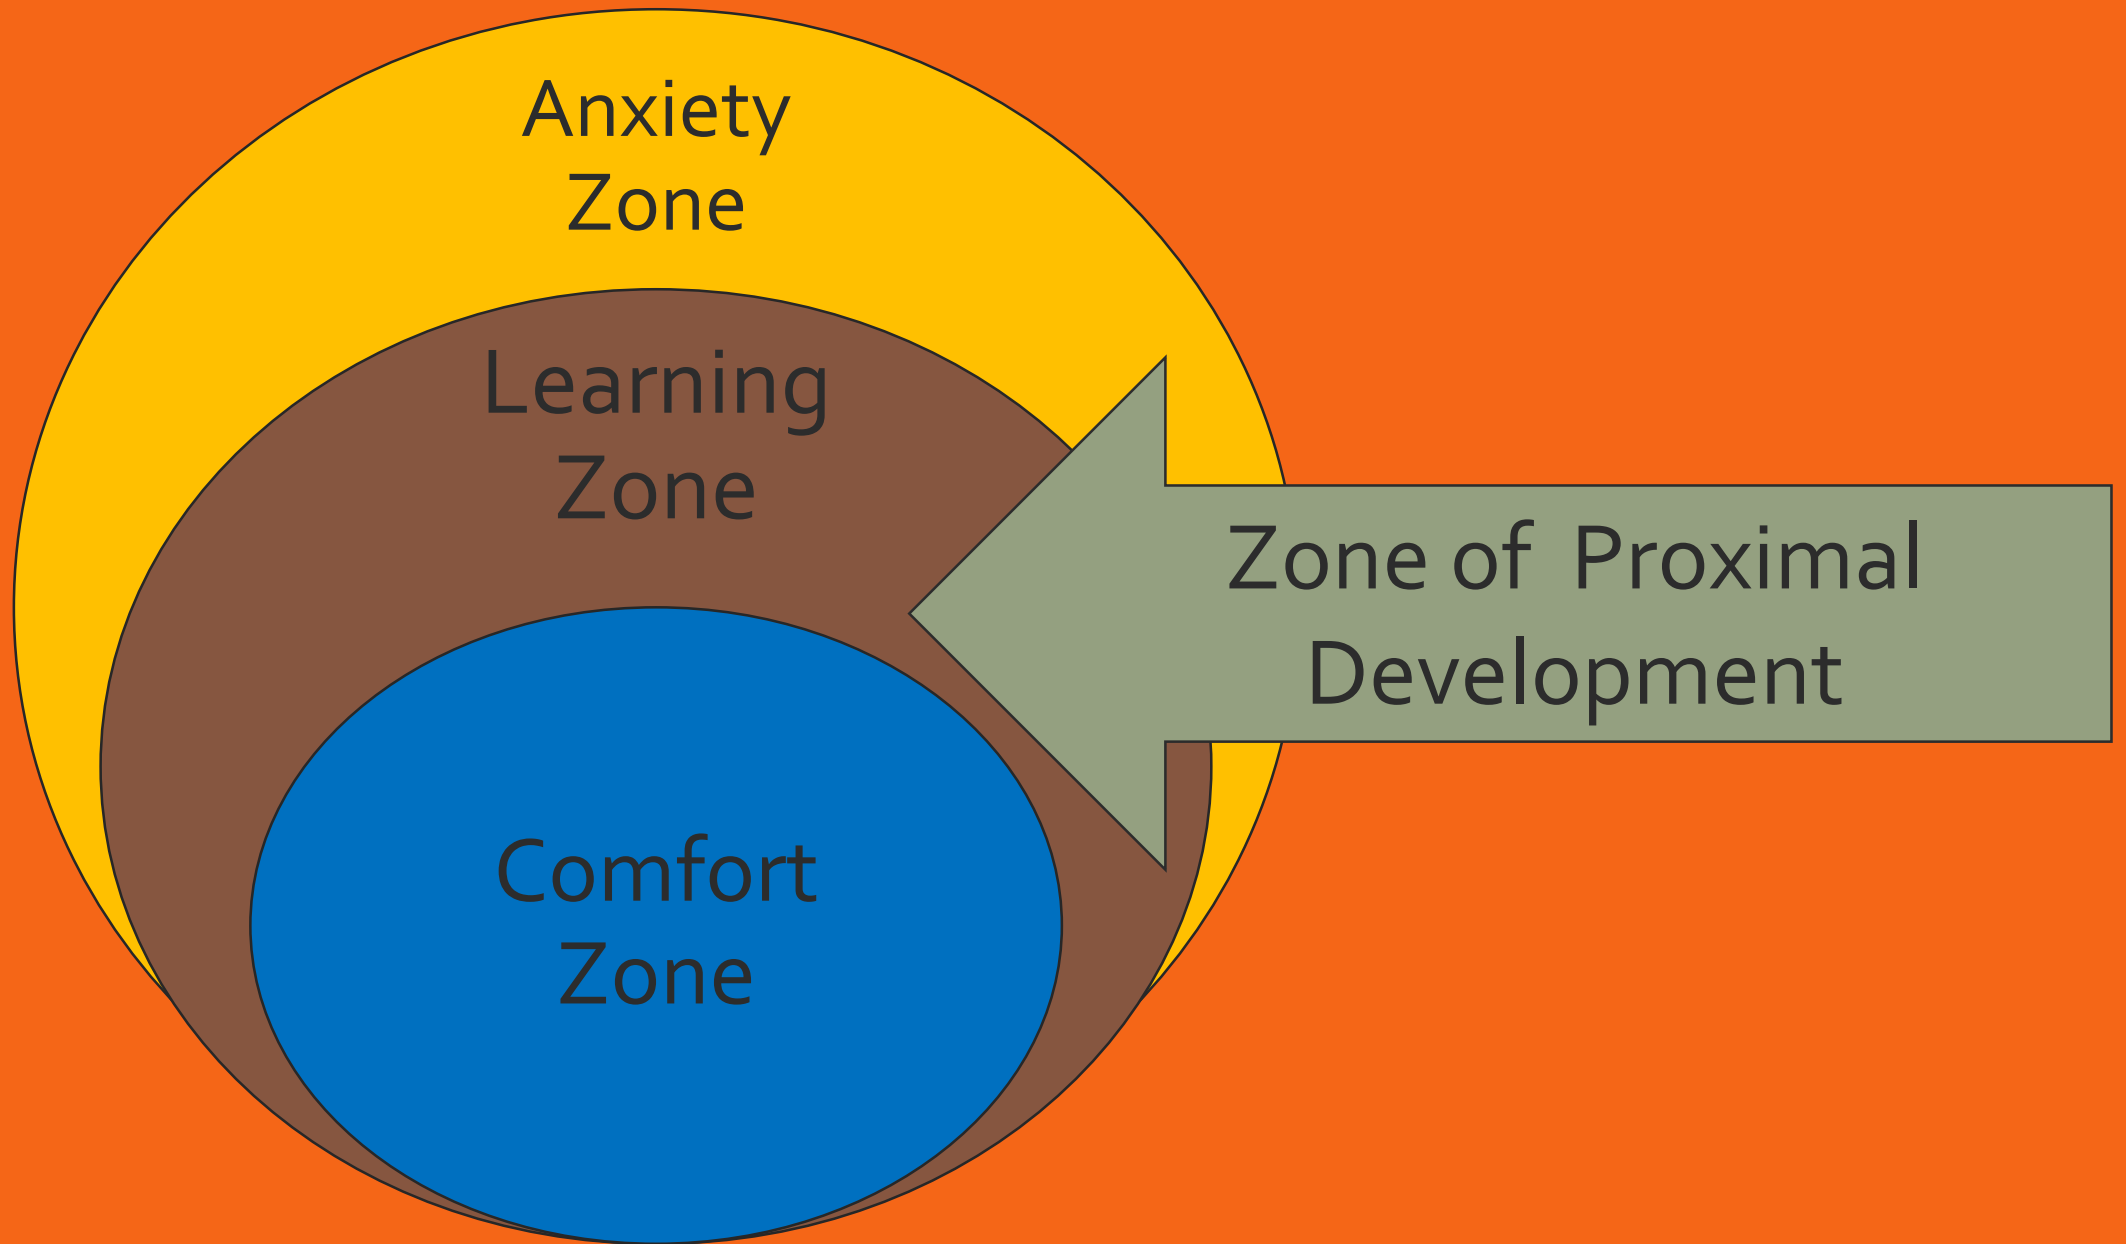 Anxiety
Zone
Learning
Zone
Zone of  Proximal
Development
Comfort
Zone